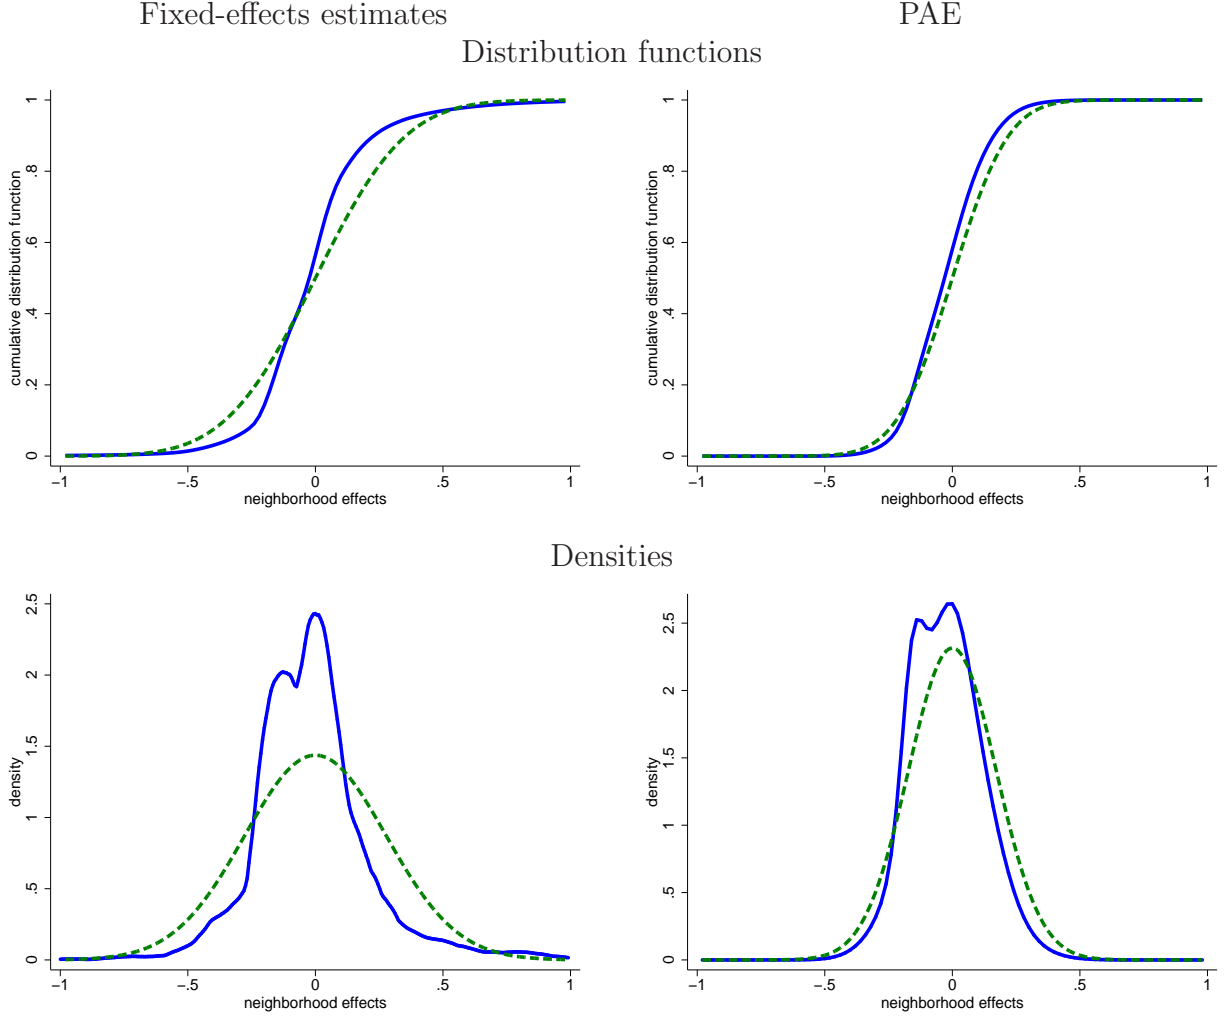 Fixed-effects estimates PAE
Distribution functions
cumulative distribution function
0 .2 .4 .6 .8 1
−1 −.5 0 .5 1
neighborhood effects
cumulative distribution function
0 .2 .4 .6 .8 1
−1 −.5 0 .5 1
neighborhood effects
Densities
density
0 .5 1 1.5 2 2.5
−1 −.5 0 .5 1
neighborhood effects
density
0 .5 1 1.5 2 2.5
−1 −.5 0 .5 1
neighborhood effects